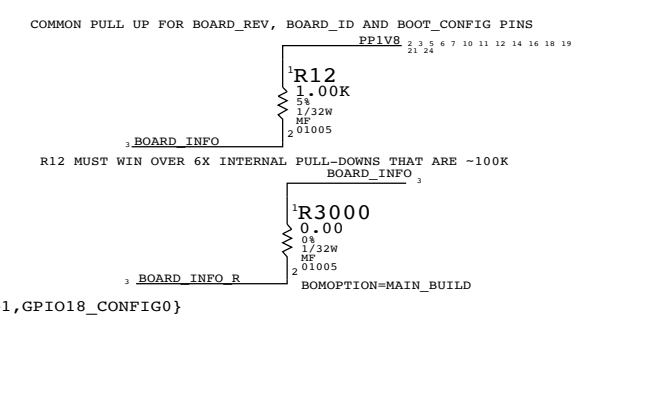 COMMON PULL UP FOR BOARD_REV, BOARD_ID AND BOOT_CONFIG PINS
PP1V8 2 3 5 6 7 10 11 12 14 16 18 19
21 24
1 R12
1.00K
5%
1/32W
MF
2 01005
3 BOARD_INFO
R12 MUST WIN OVER 6X INTERNAL PULL-DOWNS THAT ARE ~100K
BOARD_INFO 3
1 R3000
0.00
0%
1/32W
MF
2 01005
3 BOARD_INFO_R
BOMOPTION=MAIN_BUILD
1,GPIO18_CONFIG0}